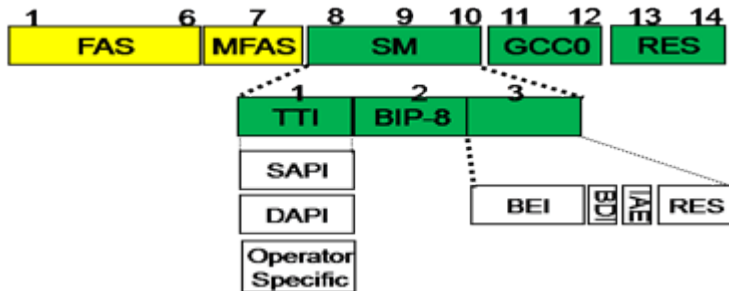 1 6 7 8 9 10 11 12 13 14
FAS MFAS SM GCC0 RES
1 2 3
TTI BIP-8
SAPI
BEI BDI IAE RES
DAPI
Operator
Specific